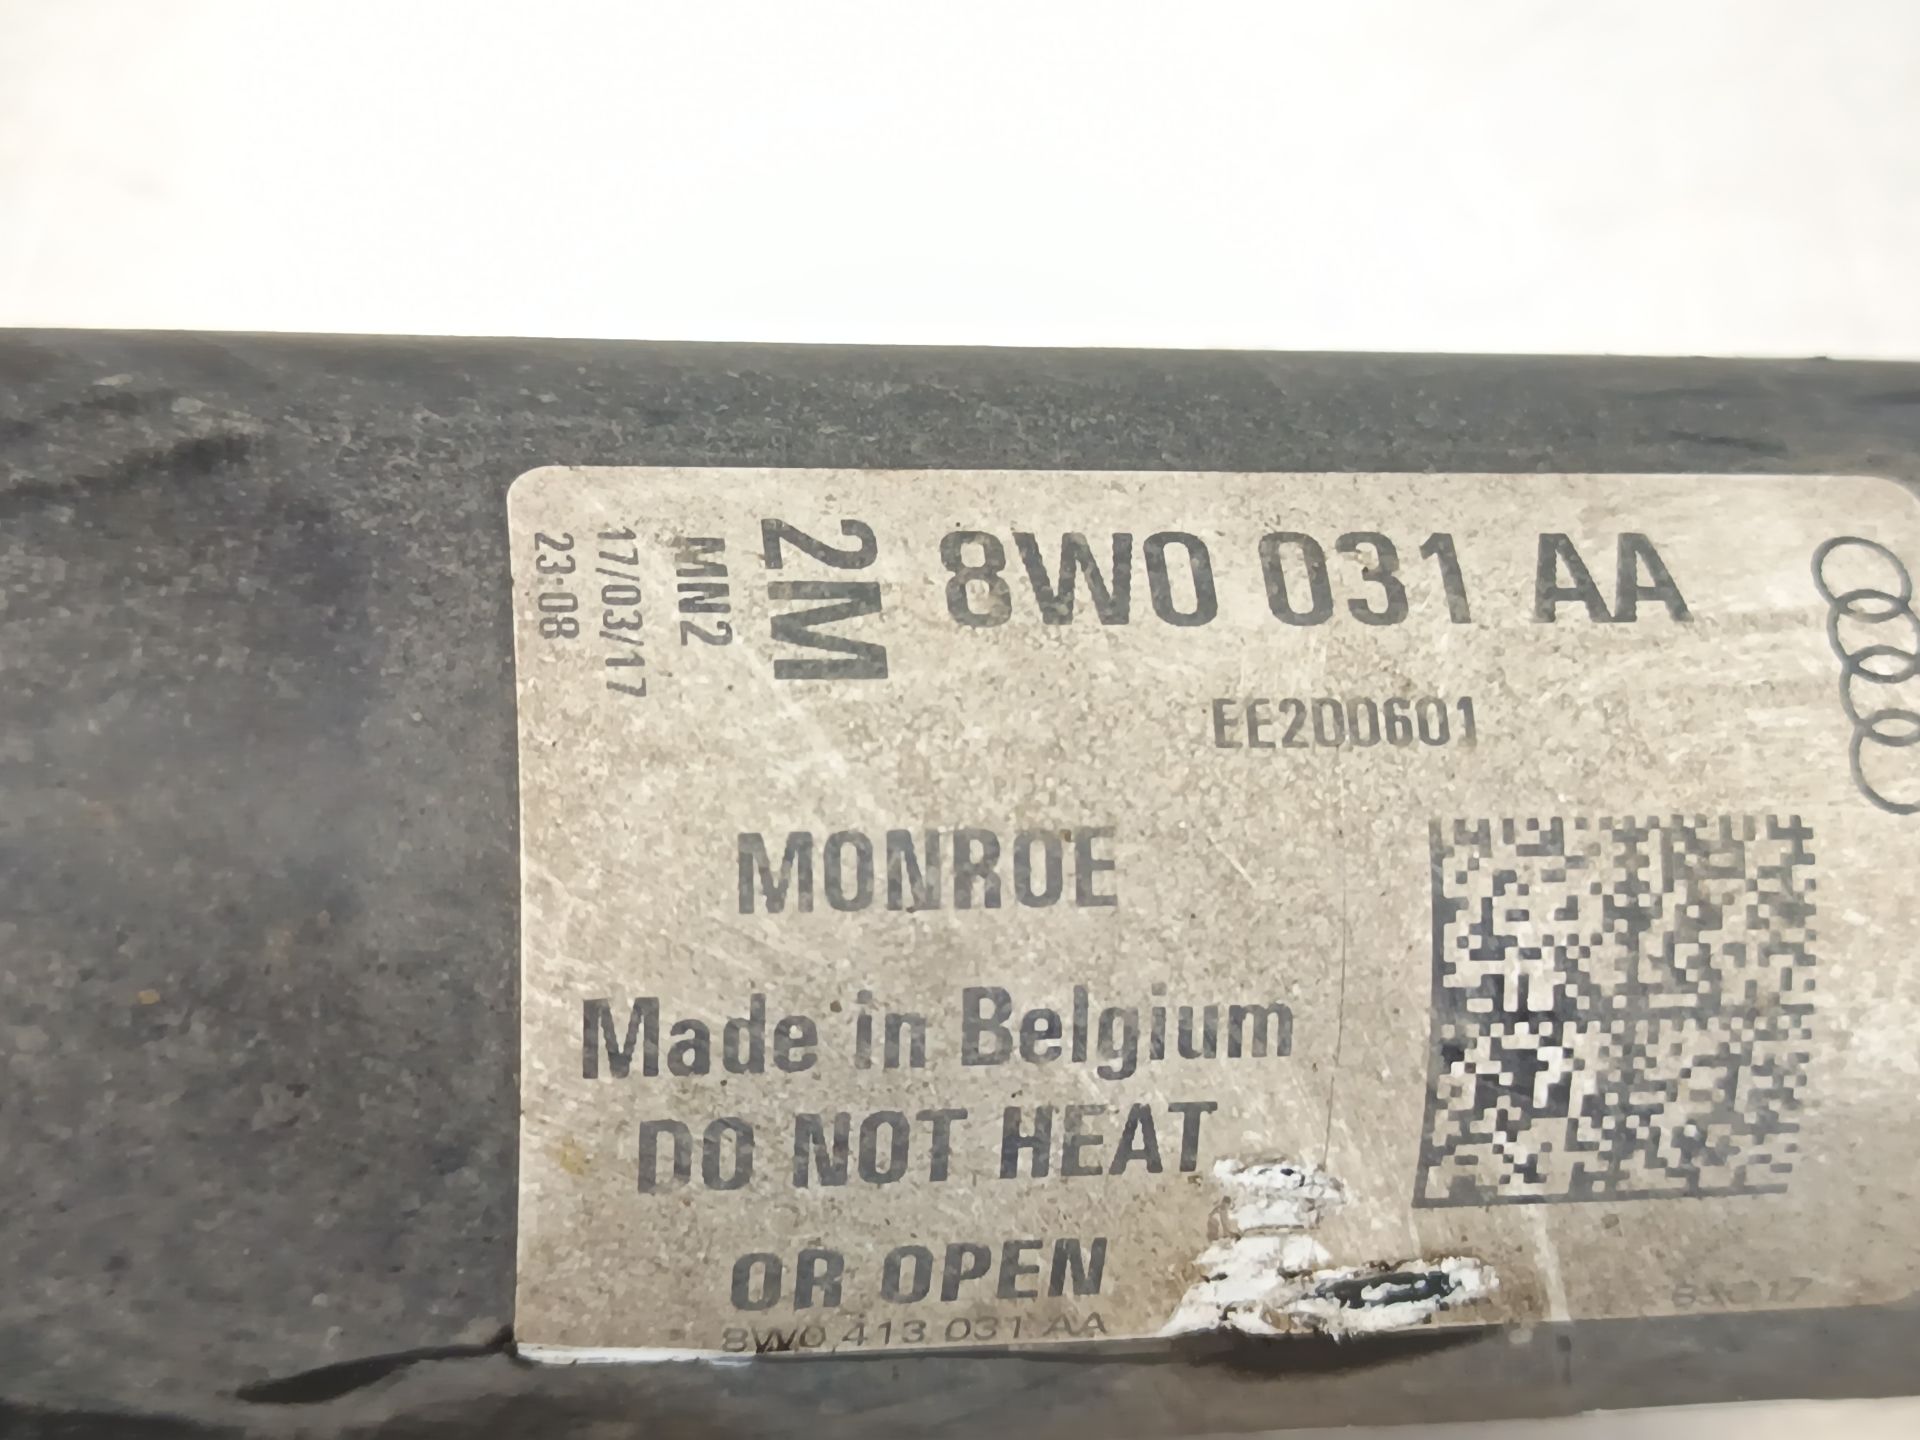 8W0 031 AA
2M
MN2
17/03/17
23:08
EE200601
MONROE
Made in Belgium
DO NOT HEAT
OR OPEN
8W0 413 031 AA